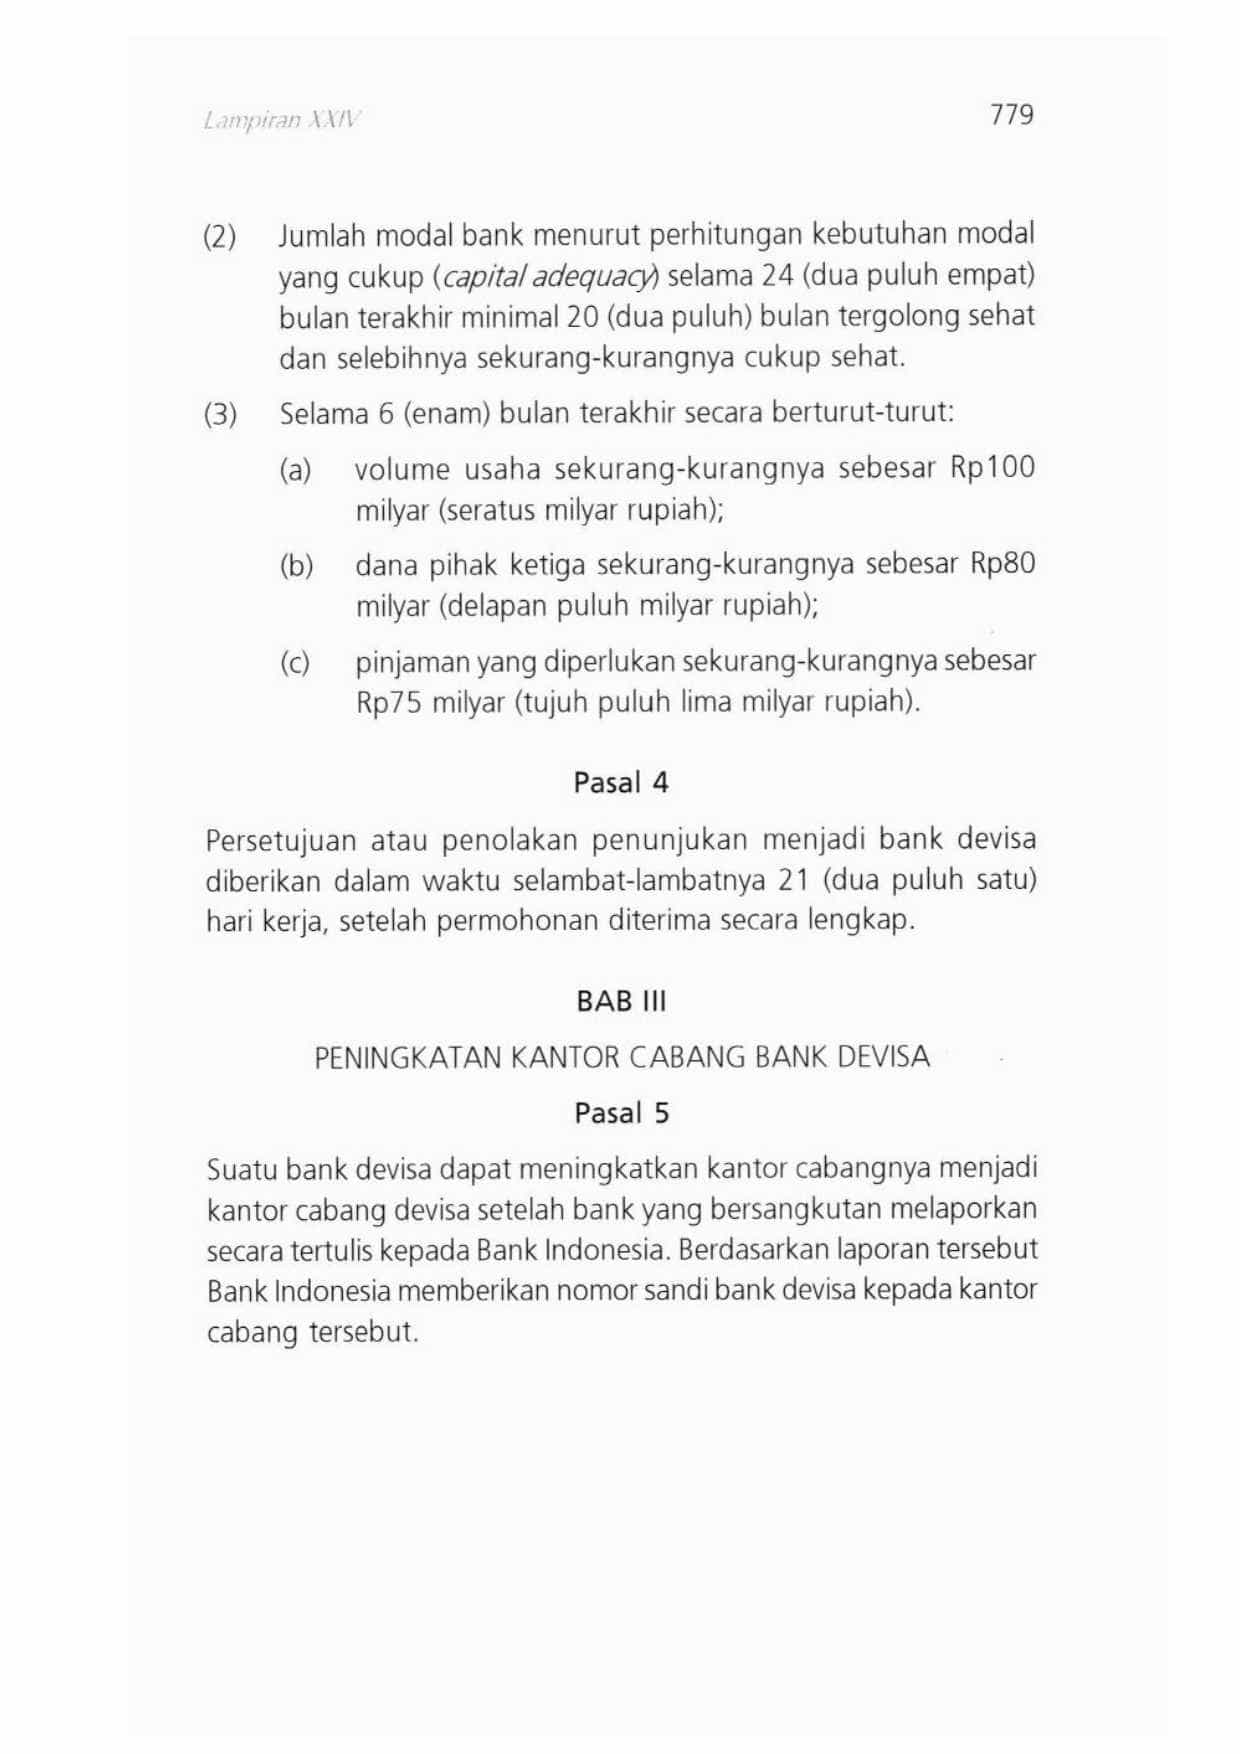 Lampiran XXIV
779
(2) Jumlah modal bank menurut perhitungan kebutuhan modal
yang cukup (capital adequacy) selama 24 (dua puluh empat)
bulan terakhir minimal 20 (dua puluh) bulan tergolong sehat
dan selebihnya sekurang-kurangnya cukup sehat.
(3) Selama 6 (enam) bulan terakhir secara berturut-turut:
(a) volume usaha sekurang-kurangnya sebesar Rp100
milyar (seratus milyar rupiah);
(b) dana pihak ketiga sekurang-kurangnya sebesar Rp80
milyar (delapan puluh milyar rupiah);
(c) pinjaman yang diperlukan sekurang-kurangnya sebesar
Rp75 milyar (tujuh puluh lima milyar rupiah).
Pasal 4
Persetujuan atau penolakan penunjukan menjadi bank devisa
diberikan dalam waktu selambat-lambatnya 21 (dua puluh satu)
hari kerja, setelah permohonan diterima secara lengkap.
BAB III
PENINGKATAN KANTOR CABANG BANK DEVISA
Pasal 5
Suatu bank devisa dapat meningkatkan kantor cabangnya menjadi
kantor cabang devisa setelah bank yang bersangkutan melaporkan
secara tertulis kepada Bank Indonesia. Berdasarkan laporan tersebut
Bank Indonesia memberikan nomor sandi bank devisa kepada kantor
cabang tersebut.